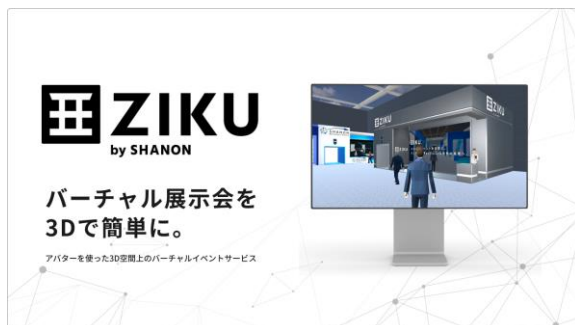 ZIKU
by SHANON
バーチャル展示会を
3Dで簡単に。
アバターを使った3D空間上のバーチャルイベントサービス
ZIKU
ZIKU